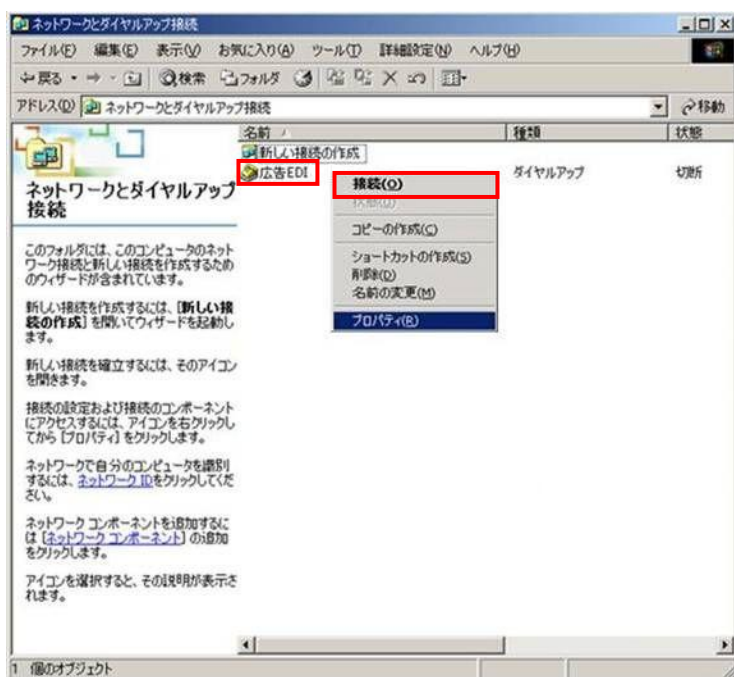 ネットワークとダイヤルアップ接続
ファイル(F) 編集(E) 表示(V) お気に入り(A) ツール(T) 詳細設定(N) ヘルプ(H)
戻る 検索 フォルダ
アドレス(D) ネットワークとダイヤルアップ接続 移動
名前 種類 状態
新しい接続の作成
広告EDI ダイヤルアップ 切断
接続(O)
状態(U)
コピーの作成(C)
ショートカットの作成(S)
削除(D)
名前の変更(M)
プロパティ(R)
ネットワークとダイヤルアップ
接続
このフォルダには、このコンピュータのネット
ワーク接続と新しい接続を作成するため
のウィザードが含まれています。
新しい接続を作成するには、[新しい接
続の作成] を開いてウィザードを起動し
ます。
新しい接続を確立するには、そのアイコン
を開きます。
接続の設定および接続のコンポーネント
にアクセスするには、アイコンを右クリックし
てから [プロパティ] をクリックします。
ネットワークで自分のコンピュータを識別
するには、ネットワーク IDをクリックしてくだ
さい。
ネットワーク コンポーネントを追加するに
は [ネットワーク コンポーネント] の追加
をクリックします。
アイコンを選択すると、その説明が表示さ
れます。
1 個のオブジェクト